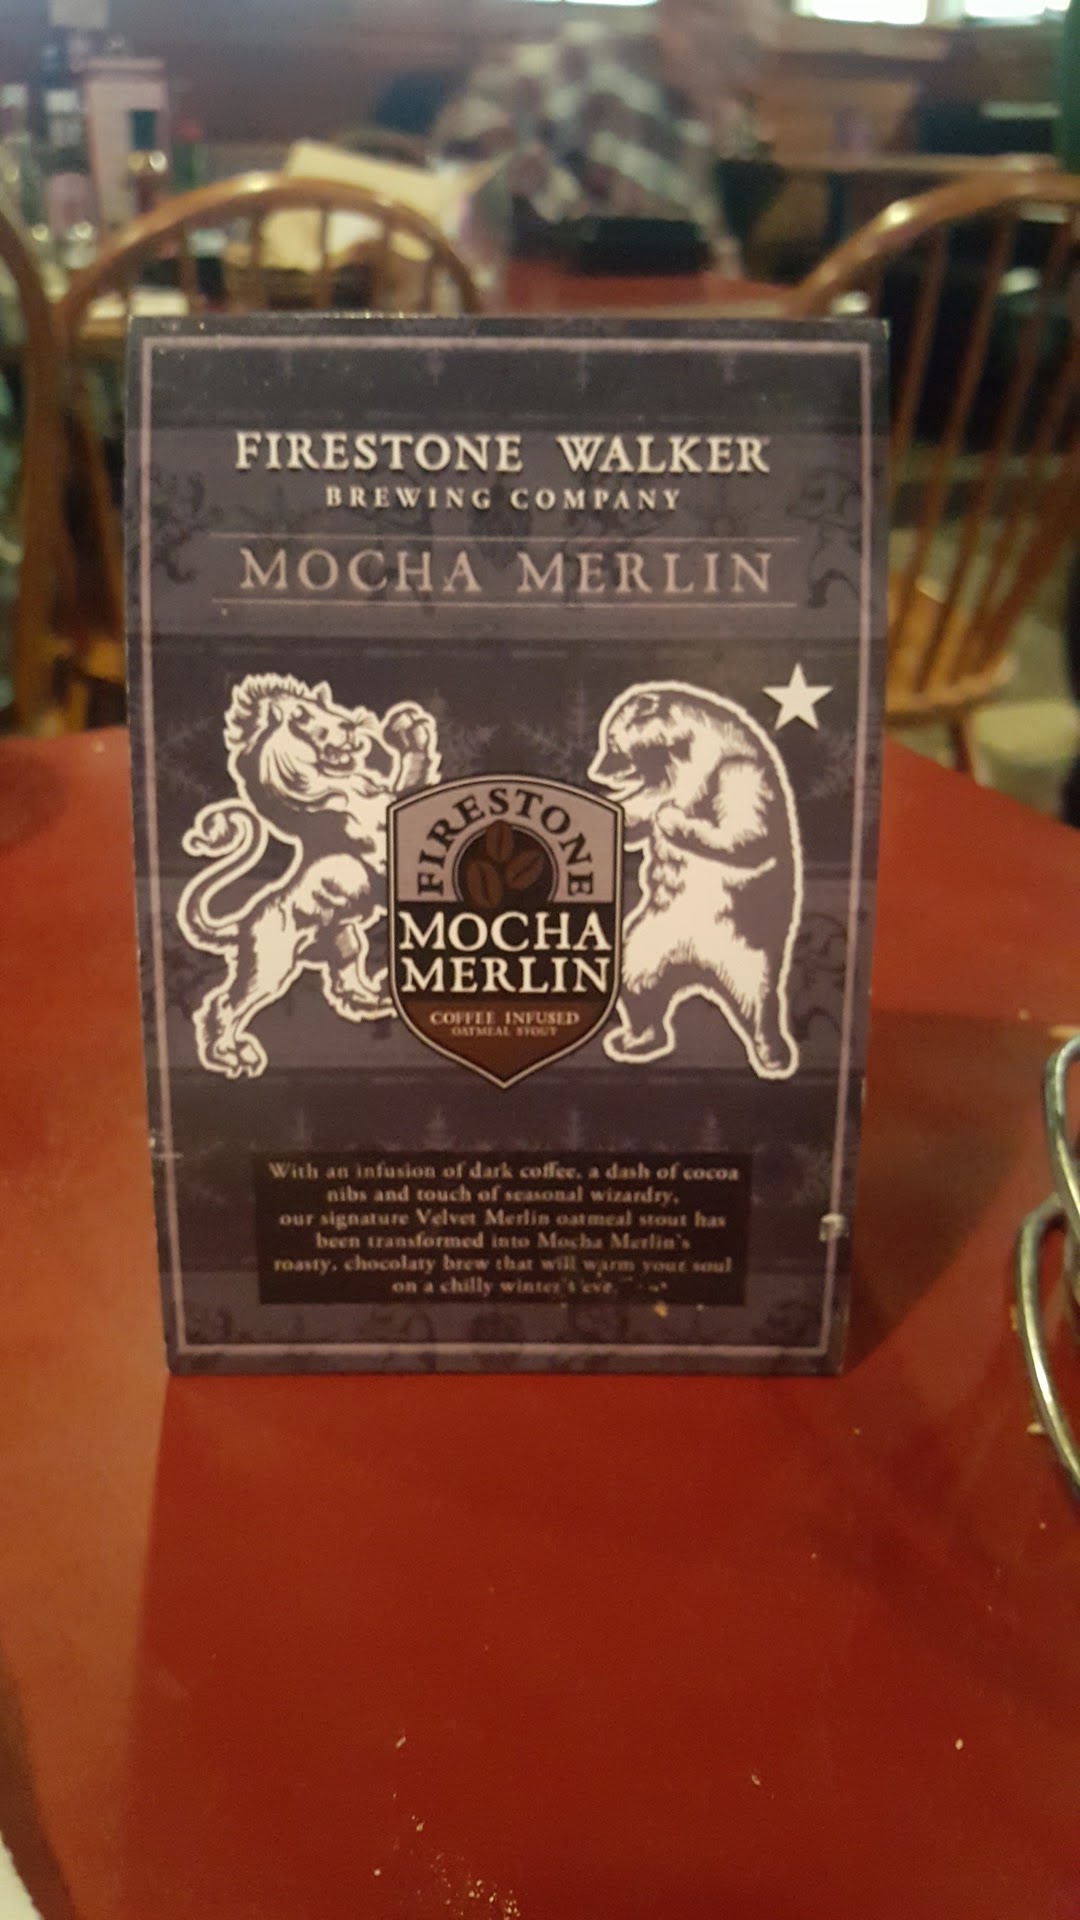 FIRESTONE WALKER
BREWING COMPANY
MOCHA MERLIN
FIRESTONE
MOCHA
MERLIN
COFFEE INFUSED
OATMEAL STOUT
With an infusion of dark coffee, a dash of cocoa
nibs and touch of seasonal wizardry,
our signature Velvet Merlin oatmeal stout has
been transformed into Mocha Merlin's
roasty, chocolaty brew that will warm your soul
on a chilly winter's eve.